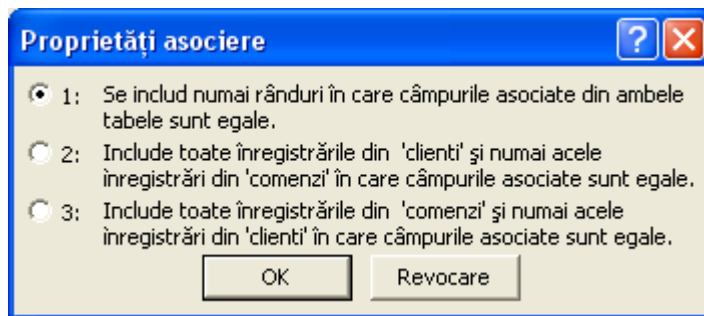 Proprietăți asociere
1: Se includ numai rânduri în care câmpurile asociate din ambele
tabele sunt egale.
2: Include toate înregistrările din 'clienti' şi numai acele
înregistrări din 'comenzi' în care câmpurile asociate sunt egale.
3: Include toate înregistrările din 'comenzi' şi numai acele
înregistrări din 'clienti' în care câmpurile asociate sunt egale.
OK Revocare